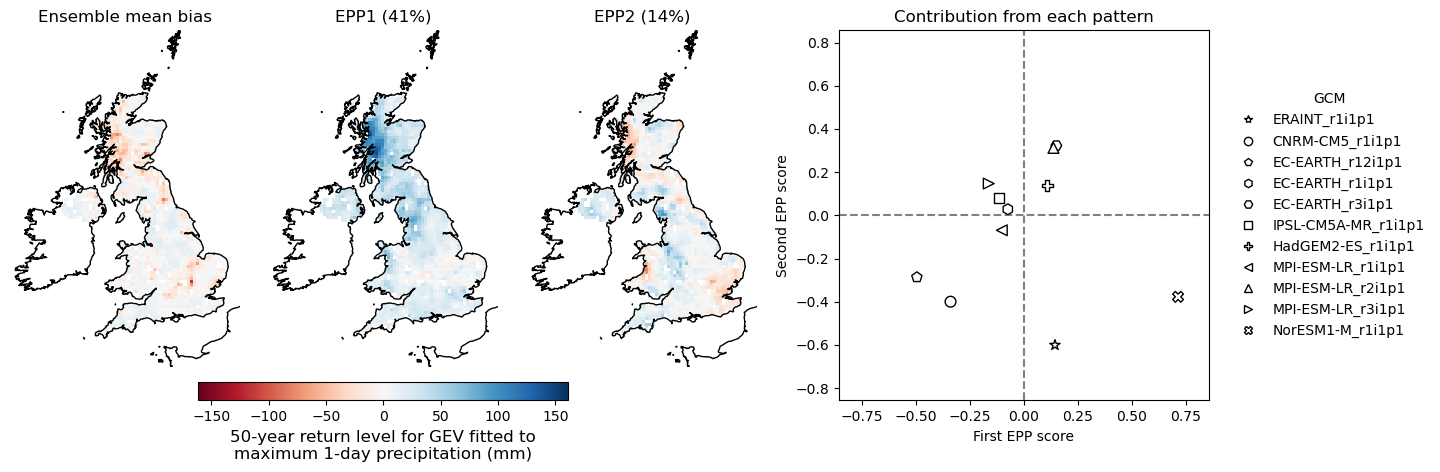 Ensemble mean bias
EPP1 (41%)
EPP2 (14%)
−150 −100 −50 0 50 100 150
50-year return level for GEV fitted to
maximum 1-day precipitation (mm)
Contribution from each pattern
Second EPP score
0.8
0.6
0.4
0.2
0.0
−0.2
−0.4
−0.6
−0.8
−0.75 −0.50 −0.25 0.00 0.25 0.50 0.75
First EPP score
GCM
ERAINT_r1i1p1
CNRM-CM5_r1i1p1
EC-EARTH_r12i1p1
EC-EARTH_r1i1p1
EC-EARTH_r3i1p1
IPSL-CM5A-MR_r1i1p1
HadGEM2-ES_r1i1p1
MPI-ESM-LR_r1i1p1
MPI-ESM-LR_r2i1p1
MPI-ESM-LR_r3i1p1
NorESM1-M_r1i1p1